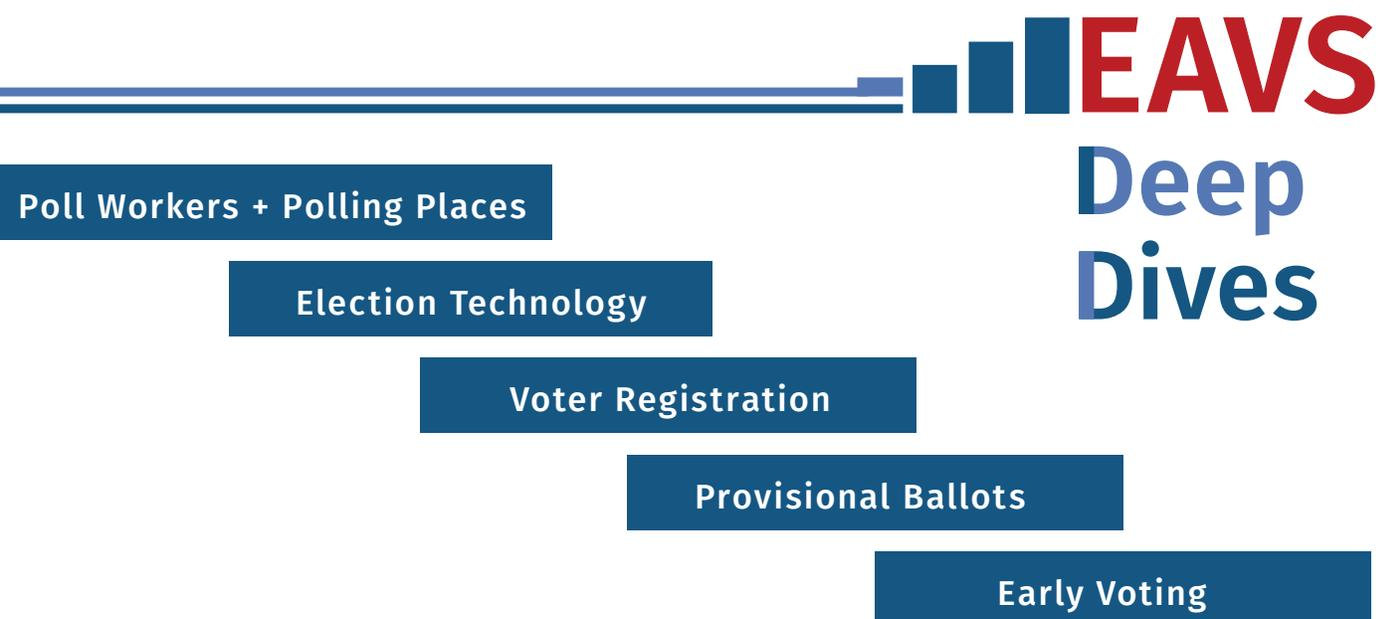 EAVS
Deep
Dives
Poll Workers + Polling Places
Election Technology
Voter Registration
Provisional Ballots
Early Voting